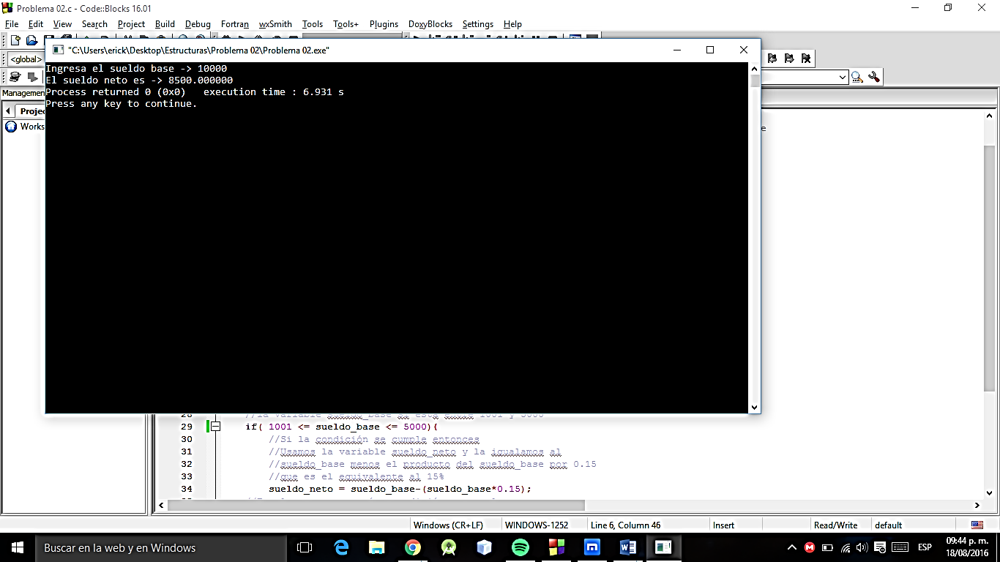 Problema 02.c - Code::Blocks 16.01
File Edit View Search Project Build Debug Fortran wxSmith Tools Tools+ Plugins DoxyBlocks Settings Help
"C:\Users\erick\Desktop\Estructuras\Problema 02\Problema 02.exe"
<global>
Ingresa el sueldo base -> 10000
El sueldo neto es -> 8500.000000
Process returned 0 (0x0)   execution time : 6.931 s
Press any key to continue.
Managemen
Projec
Works
e
28 //la variable sueldo_base si esta entre 1001 y 5000
29 if( 1001 <= sueldo_base <= 5000){
30 //Si la condición se cumple entonces
31 //Usamos la variable sueldo_neto y la igualamos al
32 //sueldo_base menos el producto del sueldo_base por 0.15
33 //que es el equivalente al 15%
34 sueldo_neto = sueldo_base-(sueldo_base*0.15);
Windows (CR+LF) WINDOWS-1252 Line 6, Column 46 Insert Read/Write default
Buscar en la web y en Windows
ESP
09:44 p. m.
18/08/2016